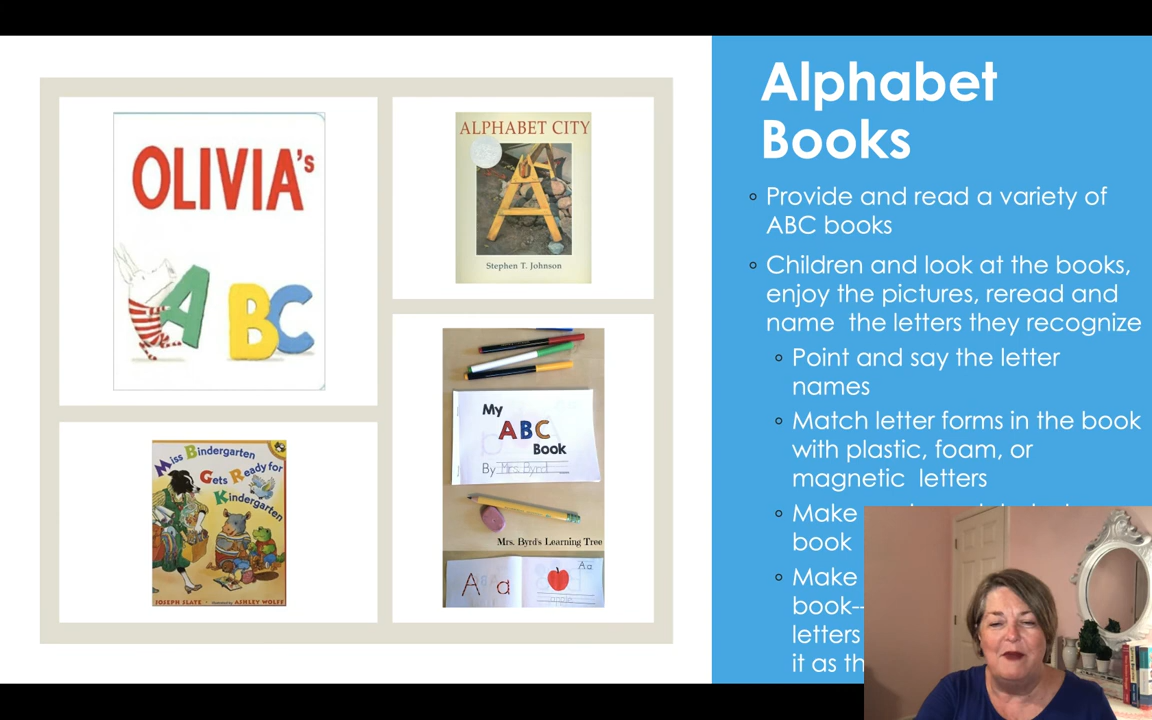 OLIVIA's
ABC
ALPHABET CITY
Stephen T. Johnson
Miss Bindergarten
Gets Ready for
Kindergarten
JOSEPH SLATE ASHLEY WOLFF
My
ABC
Book
By Mrs. Byrd
Mrs. Byrd's Learning Tree
A a
Aa
apple
Alphabet
Books
◦ Provide and read a variety of
ABC books
◦ Children and look at the books,
enjoy the pictures, reread and
name the letters they recognize
◦ Point and say the letter
names
◦ Match letter forms in the book
with plastic, foam, or
magnetic letters
◦ Make
book
◦ Make
book--
letters
it as th